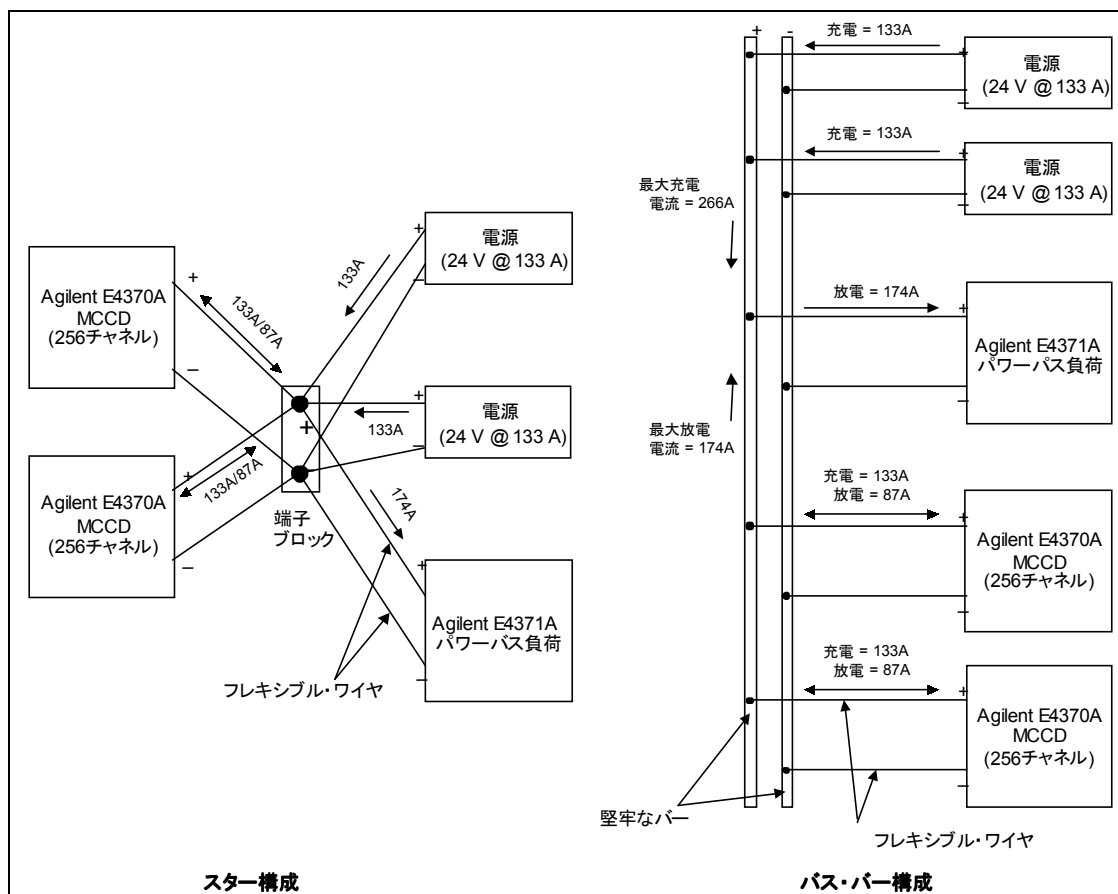 Agilent E4370A
MCCD
(256チャネル)
+
−
133A/87A
Agilent E4370A
MCCD
(256チャネル)
+
−
133A/87A
+
端子
ブロック
電源
(24 V @ 133 A)
+
−
133A
電源
(24 V @ 133 A)
+
−
133A
174A
Agilent E4371A
パワーバス負荷
+
−
フレキシブル・ワイヤ
スター構成
+
-
充電 = 133A
+
−
電源
(24 V @ 133 A)
充電 = 133A
+
−
電源
(24 V @ 133 A)
最大充電
電流 = 266A
放電 = 174A
+
−
Agilent E4371A
パワーパス負荷
最大放電
電流 = 174A
充電 = 133A
放電 = 87A
+
−
Agilent E4370A
MCCD
(256チャネル)
充電 = 133A
放電 = 87A
+
−
Agilent E4370A
MCCD
(256チャネル)
堅牢なバー
フレキシブル・ワイヤ
バス・バー構成